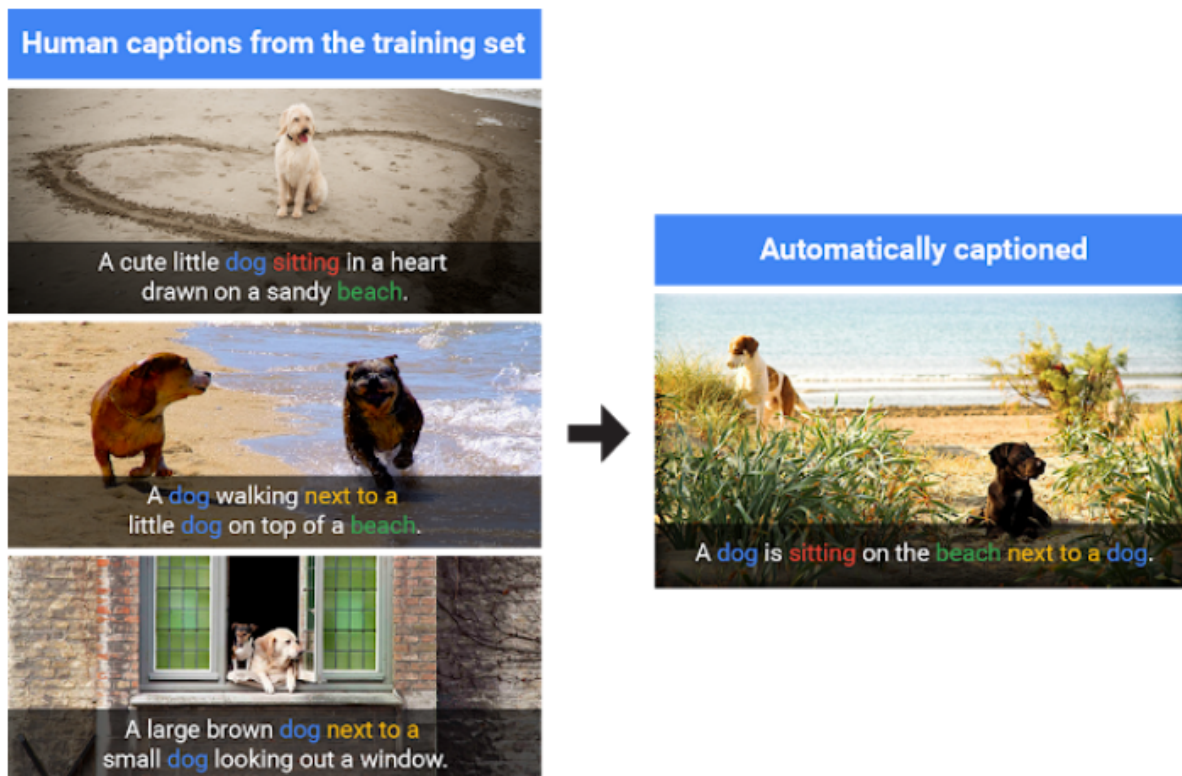 Human captions from the training set
A cute little dog sitting in a heart
drawn on a sandy beach.
A dog walking next to a
little dog on top of a beach.
A large brown dog next to a
small dog looking out a window.
Automatically captioned
A dog is sitting on the beach next to a dog.